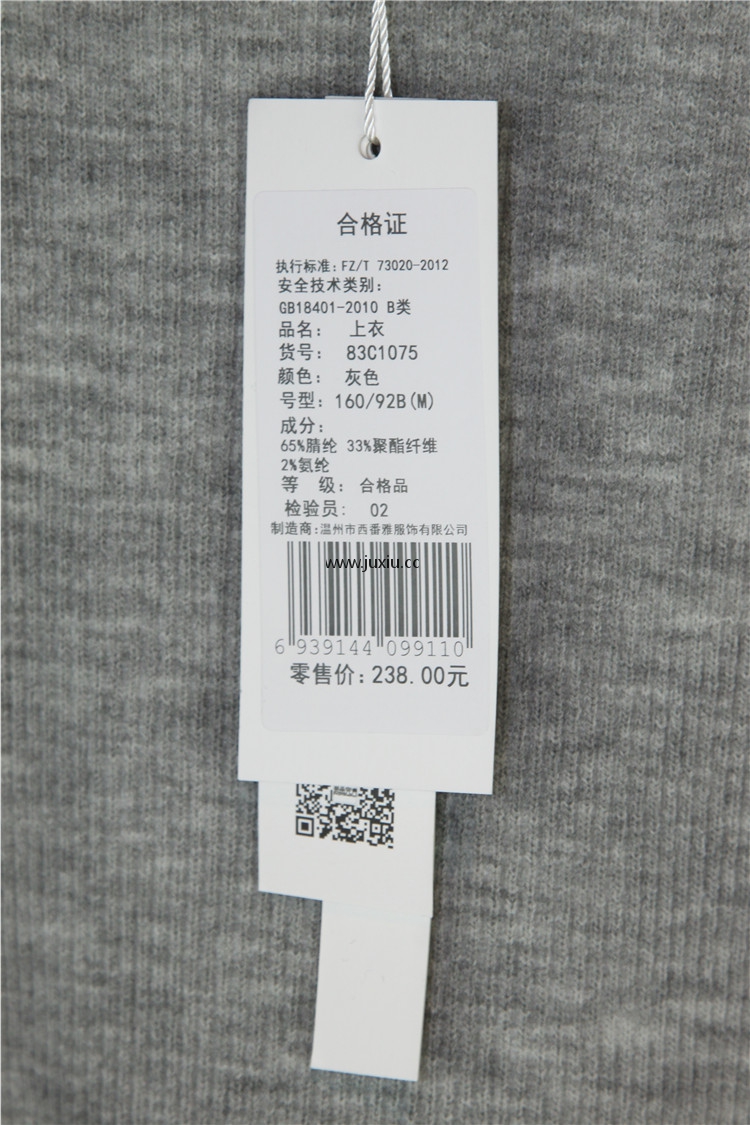 合格证
执行标准：FZ/T 73020-2012
安全技术类别：
GB18401-2010 B类
品名： 上衣
货号： 83C1075
颜色： 灰色
号型：160/92B(M)
成分：
65%腈纶 33%聚酯纤维
2%氨纶
等 级： 合格品
检验员： 02
制造商：温州市西番雅服饰有限公司
www.juxiu.cc
6 939144 099110
零售价：238.00元